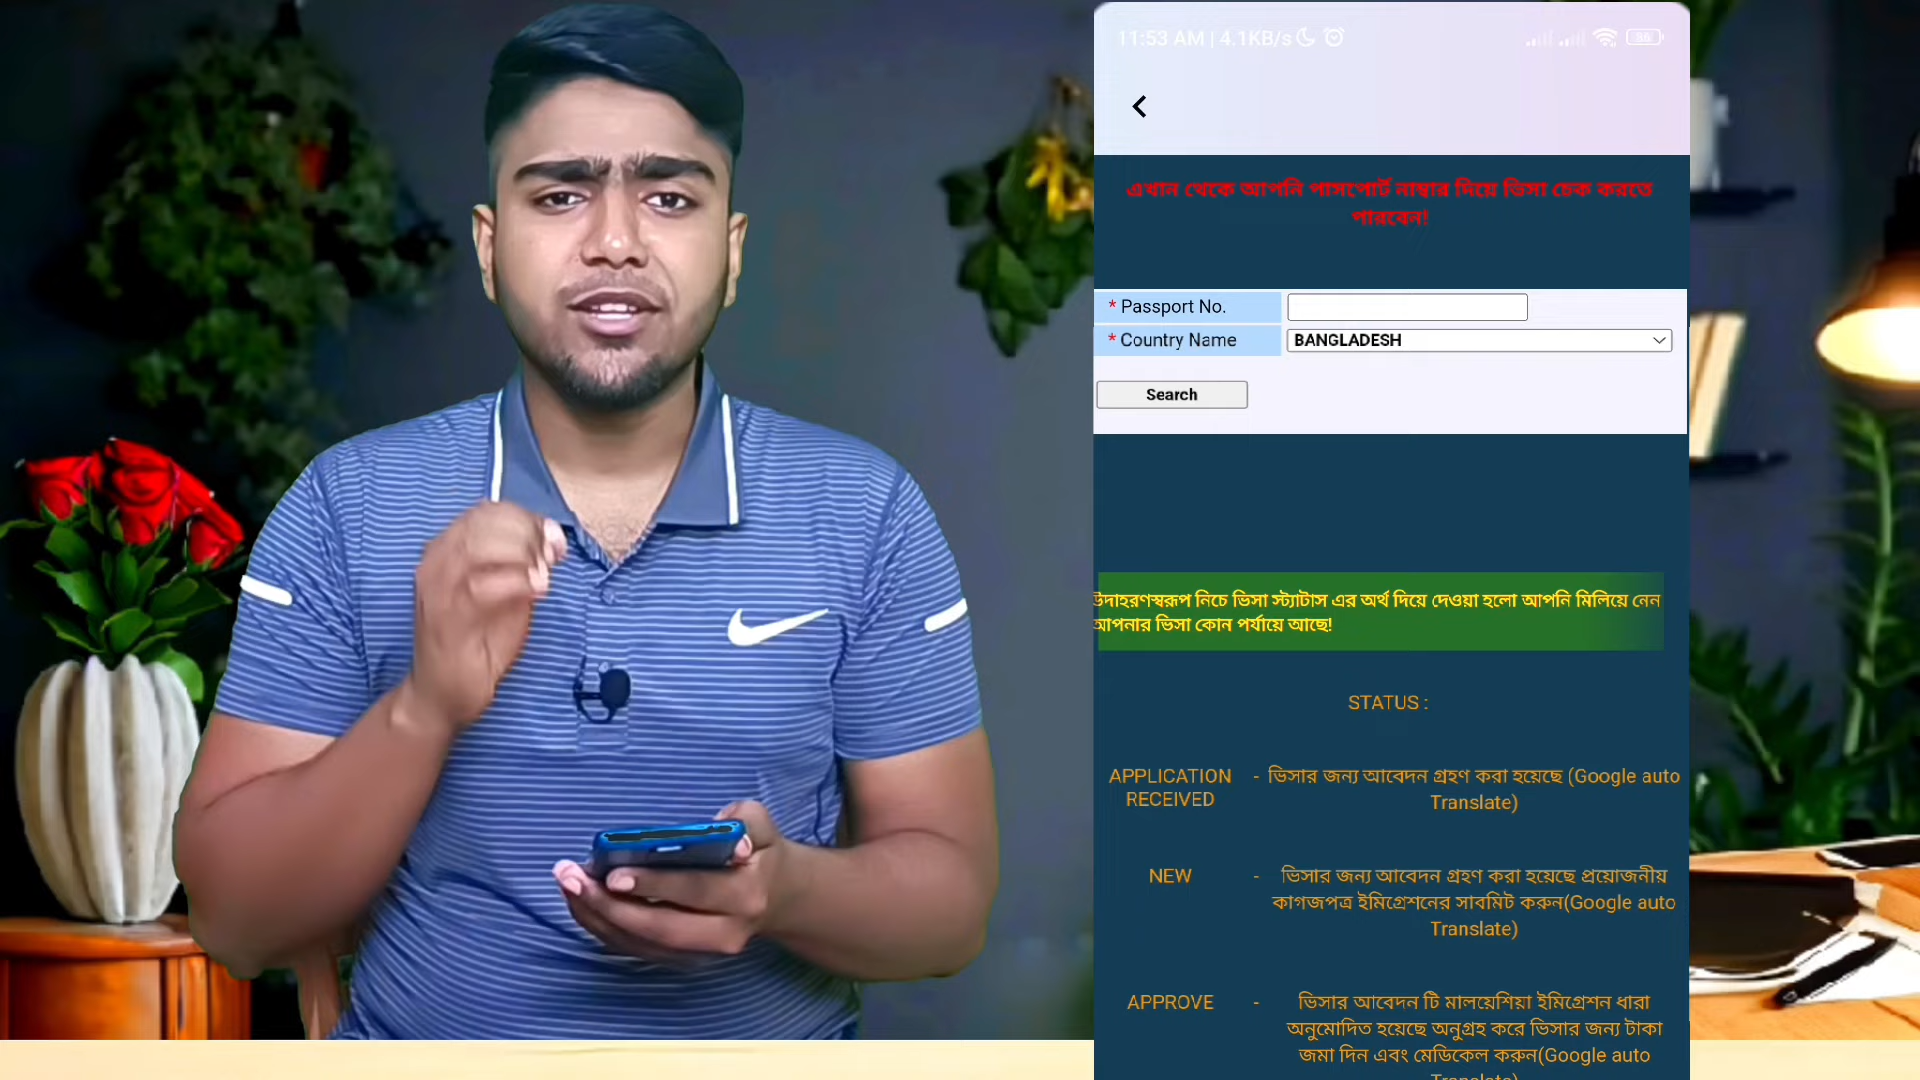 11:53 AM | 4.1KB/s
86
এখান থেকে আপনি পাসপোর্ট নাম্বার দিয়ে ভিসা চেক করতে
পারবেন!
* Passport No.
* Country Name
BANGLADESH
Search
উদাহরণস্বরূপ নিচে ভিসা স্ট্যাটাস এর অর্থ দিয়ে দেওয়া হলো আপনি মিলিয়ে নেন
আপনার ভিসা কোন পর্যায়ে আছে!
STATUS :
APPLICATION RECEIVED - ভিসার জন্য আবেদন গ্রহণ করা হয়েছে (Google auto
Translate)
NEW - ভিসার জন্য আবেদন গ্রহণ করা হয়েছে প্রয়োজনীয়
কাগজপত্র ইমিগ্রেশনের সাবমিট করুন(Google auto
Translate)
APPROVE - ভিসার আবেদন টি মালয়েশিয়া ইমিগ্রেশন ধারা
অনুমোদিত হয়েছে অনুগ্রহ করে ভিসার জন্য টাকা
জমা দিন এবং মেডিকেল করুন(Google auto
Translate)